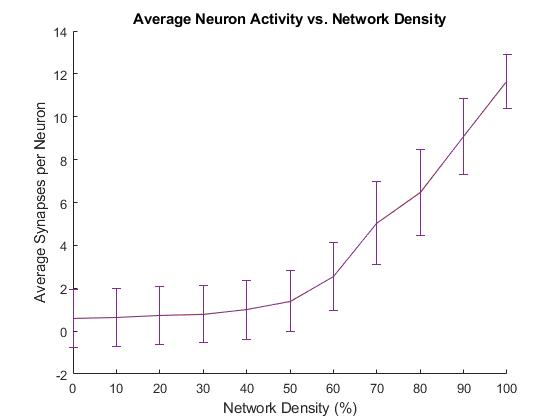 Average Neuron Activity vs. Network Density
14
12
10
8
6
4
2
0
-2
Average Synapses per Neuron
0 10 20 30 40 50 60 70 80 90 100
Network Density (%)